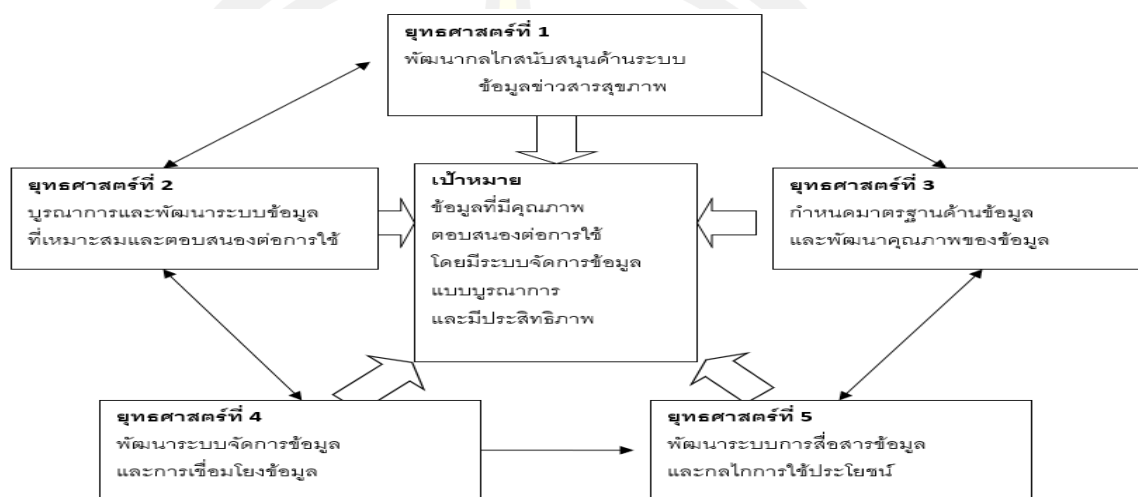 ยุทธศาสตร์ที่ 1
พัฒนากลไกสนับสนุนด้านระบบ
ข้อมูลข่าวสารสุขภาพ
ยุทธศาสตร์ที่ 2
บูรณาการและพัฒนาระบบข้อมูล
ที่เหมาะสมและตอบสนองต่อการใช้
เป้าหมาย
ข้อมูลที่มีคุณภาพ
ตอบสนองต่อการใช้
โดยมีระบบจัดการข้อมูล
แบบบูรณาการ
และมีประสิทธิภาพ
ยุทธศาสตร์ที่ 3
กำหนดมาตรฐานด้านข้อมูล
และพัฒนาคุณภาพของข้อมูล
ยุทธศาสตร์ที่ 4
พัฒนาระบบจัดการข้อมูล
และการเชื่อมโยงข้อมูล
ยุทธศาสตร์ที่ 5
พัฒนาระบบการสื่อสารข้อมูล
และกลไกการใช้ประโยชน์